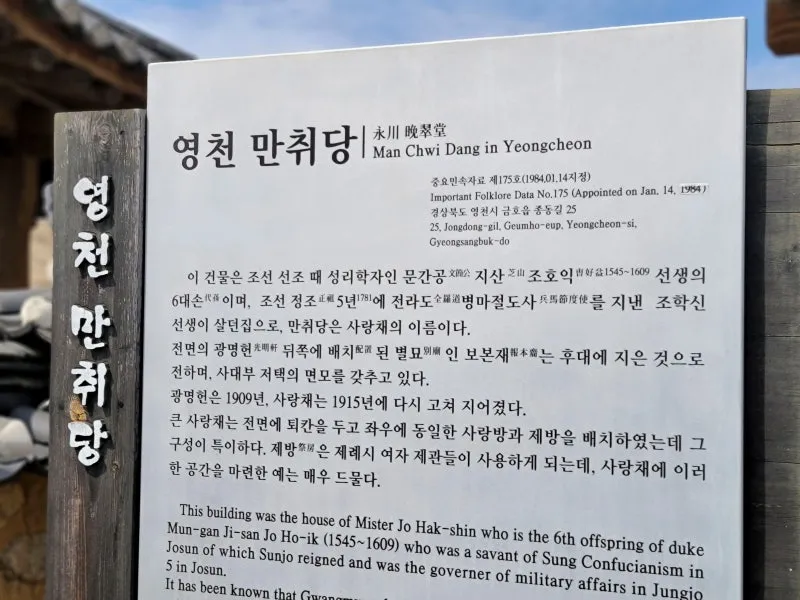 영천 만취당
영천 만취당
永川 晩翠堂
Man Chwi Dang in Yeongcheon
중요민속자료 제175호(1984.01.14지정)
Important Folklore Data No.175 (Appointed on Jan. 14, 1984)
경상북도 영천시 금호읍 종동길 25
25, Jongdong-gil, Geumho-eup, Yeongcheon-si,
Gyeongsangbuk-do
이 건물은 조선 선조 때 성리학자인 문간공文簡公 지산芝山 조호익曺好益1545~1609 선생의
6대손代孫이며, 조선 정조正祖 5년1781에 전라도全羅道병마절도사兵馬節度使를 지낸 조학신
선생이 살던집으로, 만취당은 사랑채의 이름이다.
전면의 광명헌光明軒 뒤쪽에 배치配置 된 별묘別廟 인 보본재報本齋는 후대에 지은 것으로
전하며, 사대부 저택의 면모를 갖추고 있다.
광명헌은 1909년, 사랑채는 1915년에 다시 고쳐 지어졌다.
큰 사랑채는 전면에 퇴칸을 두고 좌우에 동일한 사랑방과 제방을 배치하였는데 그
구성이 특이하다. 제방祭房은 제례시 여자 제관들이 사용하게 되는데, 사랑채에 이러
한 공간을 마련한 예는 매우 드물다.
This building was the house of Mister Jo Hak-shin who is the 6th offspring of duke
Mun-gan Ji-san Jo Ho-ik (1545~1609) who was a savant of Sung Confucianism in
Josun of which Sunjo reigned and was the governor of military affairs in Jungjo
5 in Josun.
It has been known that